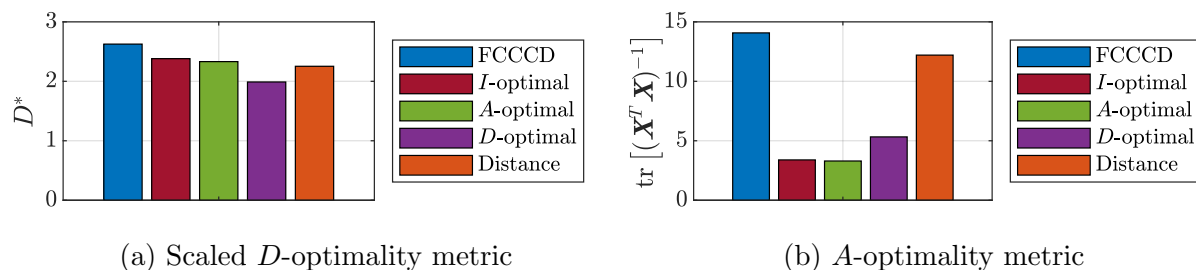 3
2
1
0
D*
FCCCD
I-optimal
A-optimal
D-optimal
Distance
(a) Scaled D-optimality metric
15
10
5
0
tr [(X^T X)^{-1}]
FCCCD
I-optimal
A-optimal
D-optimal
Distance
(b) A-optimality metric